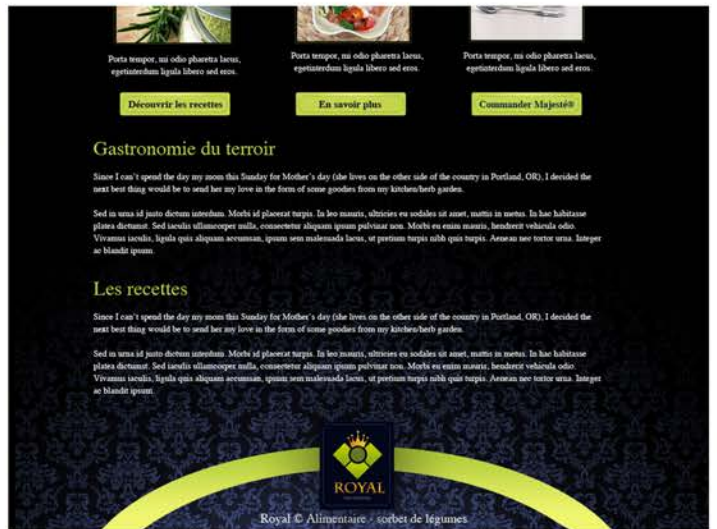 Porta tempor, mi odio pharetra lacus,
egetinterdum ligula libero sed eros.
Porta tempor, mi odio pharetra lacus,
egetinterdum ligula libero sed eros.
Porta tempor, mi odio pharetra lacus,
egetinterdum ligula libero sed eros.
Découvrir les recettes
En savoir plus
Commander Majesté®
Gastronomie du terroir
Since I can't spend the day my mom this Sunday for Mother's day (she lives on the other side of the country in Portland, OR), I decided the
next best thing would be to send her my love in the form of some goodies from my kitchen/herb garden.
Sed in urna id justo dictum interdum. Morbi id placerat turpis. In leo mauris, ultricies eu sodales sit amet, mattis in metus. In hac habitasse
platea dictumst. Sed iaculis ullamcorper nulla, consectetur aliquam ipsum pulvinar non. Morbi eu enim mauris, hendrerit vehicula odio.
Vivamus iaculis, ligula quis aliquam accumsan, ipsum sem malesuada lacus, ut pretium turpis nibh quis turpis. Aenean nec tortor urna. Integer
ac blandit ipsum.
Les recettes
Since I can't spend the day my mom this Sunday for Mother's day (she lives on the other side of the country in Portland, OR), I decided the
next best thing would be to send her my love in the form of some goodies from my kitchen/herb garden.
Sed in urna id justo dictum interdum. Morbi id placerat turpis. In leo mauris, ultricies eu sodales sit amet, mattis in metus. In hac habitasse
platea dictumst. Sed iaculis ullamcorper nulla, consectetur aliquam ipsum pulvinar non. Morbi eu enim mauris, hendrerit vehicula odio.
Vivamus iaculis, ligula quis aliquam accumsan, ipsum sem malesuada lacus, ut pretium turpis nibh quis turpis. Aenean nec tortor urna. Integer
ac blandit ipsum.
ROYAL
Royal © Alimentaire - sorbet de légumes